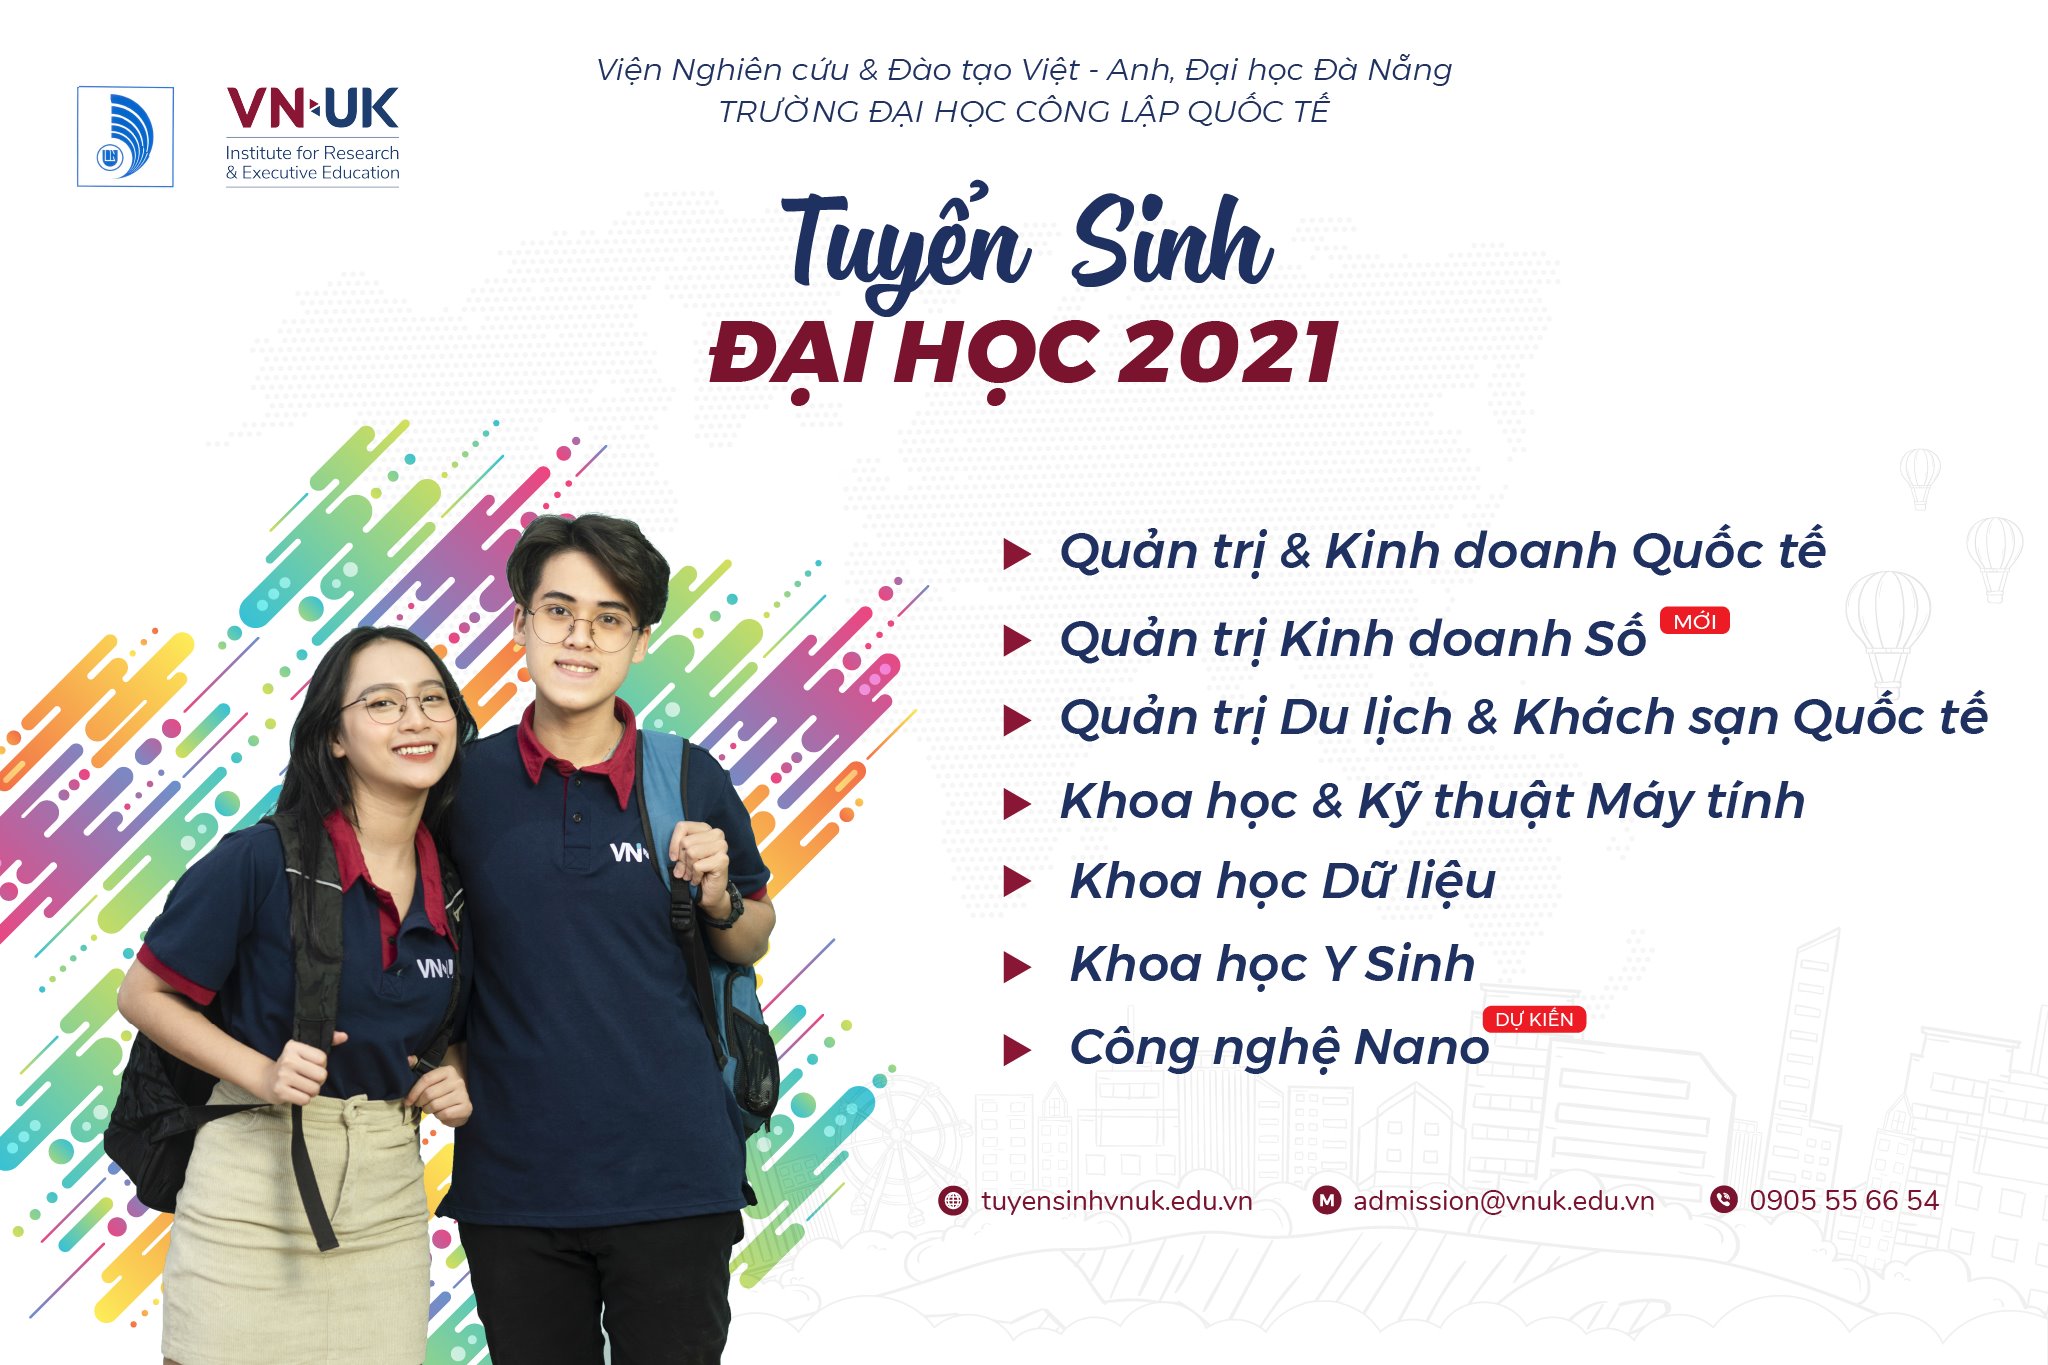 VN-UK
Institute for Research
& Executive Education
Viện Nghiên cứu & Đào tạo Việt - Anh, Đại học Đà Nẵng
TRƯỜNG ĐẠI HỌC CÔNG LẬP QUỐC TẾ
Tuyển Sinh
ĐẠI HỌC 2021
Quản trị & Kinh doanh Quốc tế
Quản trị Kinh doanh Số MỚI
Quản trị Du lịch & Khách sạn Quốc tế
Khoa học & Kỹ thuật Máy tính
Khoa học Dữ liệu
Khoa học Y Sinh
Công nghệ Nano DỰ KIẾN
VN
VN-U
tuyensinhvnuk.edu.vn
admission@vnuk.edu.vn
0905 55 66 54